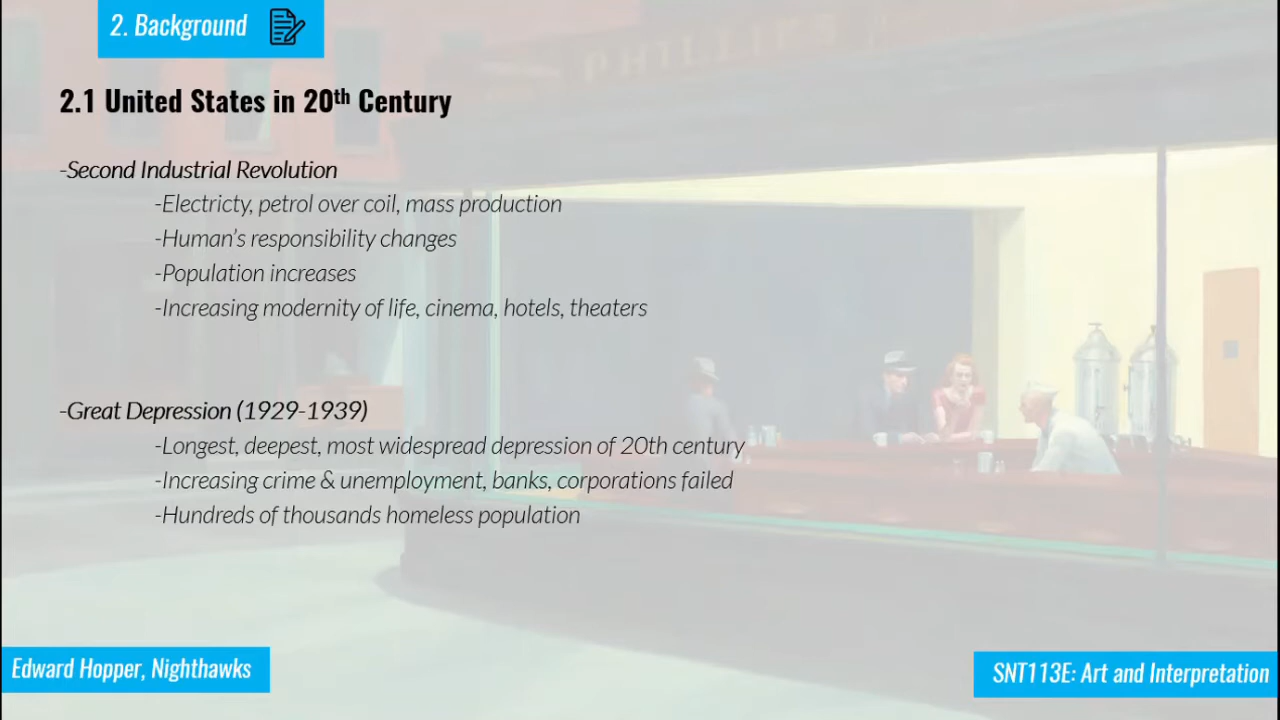 2. Background
PHILLIES
2.1 United States in 20th Century
-Second Industrial Revolution
-Electricty, petrol over coil, mass production
-Human's responsibility changes
-Population increases
-Increasing modernity of life, cinema, hotels, theaters
-Great Depression (1929-1939)
-Longest, deepest, most widespread depression of 20th century
-Increasing crime & unemployment, banks, corporations failed
-Hundreds of thousands homeless population
Edward Hopper, Nighthawks
SNT113E: Art and Interpretation